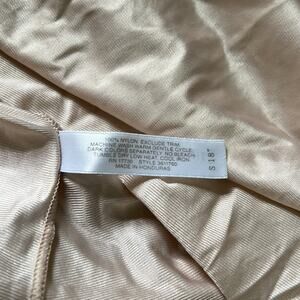 100% NYLON EXCLUDE TRIM
MACHINE WASH WARM GENTLE CYCLE
DARK COLORS SEPARATELY. NO BLEACH
TUMBLE DRY LOW HEAT. COOL IRON
RN 17730 STYLE 3611760
MADE IN HONDURAS
S 18"